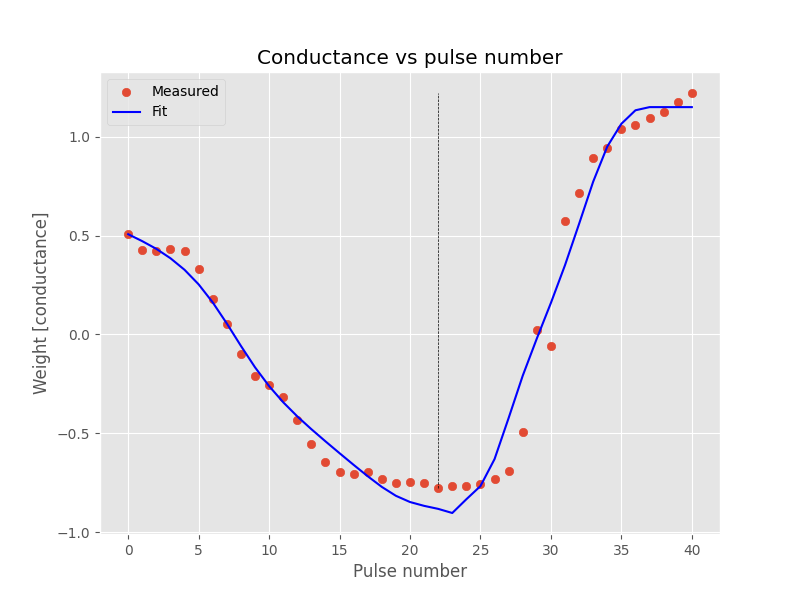 Conductance vs pulse number
Measured
Fit
1.0
0.5
0.0
−0.5
−1.0
Weight [conductance]
0 5 10 15 20 25 30 35 40
Pulse number